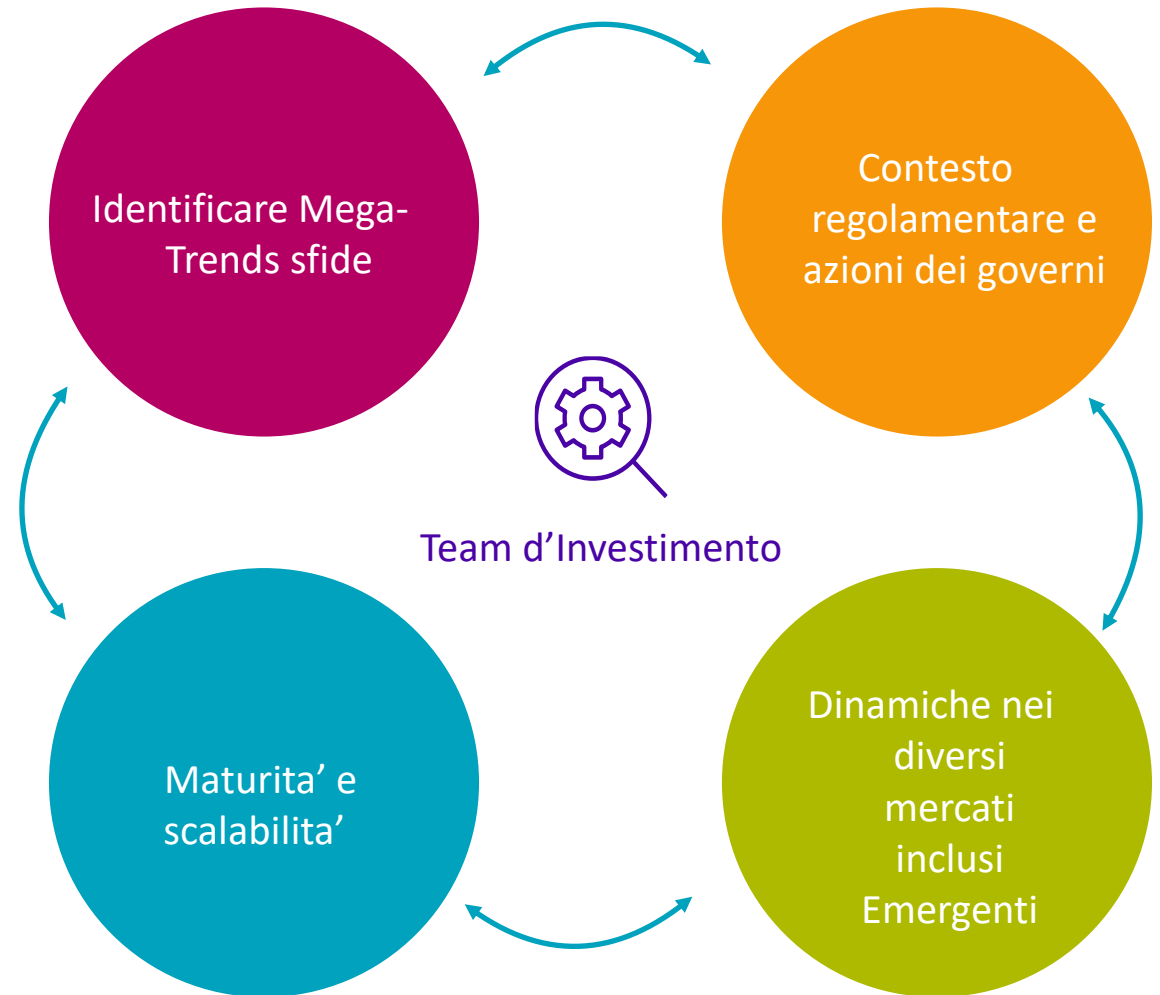 Identificare Mega-
Trends sfide
Contesto
regolamentare e
azioni dei governi
Team d’Investimento
Maturita’ e
scalabilita’
Dinamiche nei
diversi
mercati
inclusi
Emergenti